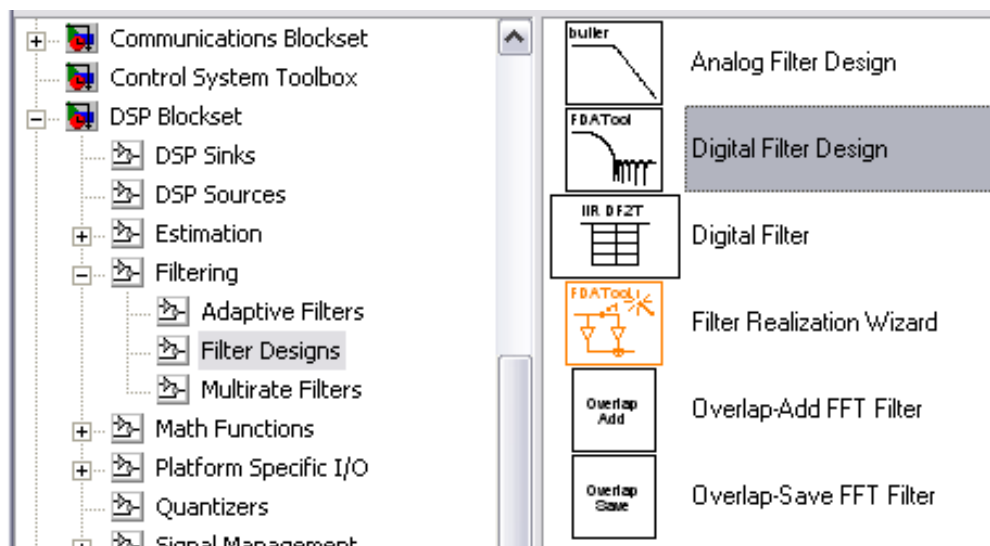 Communications Blockset
Control System Toolbox
DSP Blockset
DSP Sinks
DSP Sources
Estimation
Filtering
Adaptive Filters
Filter Designs
Multirate Filters
Math Functions
Platform Specific I/O
Quantizers
Signal Management
butter
Analog Filter Design
FDATool
Digital Filter Design
IIR DF2T
Digital Filter
FDATool
Filter Realization Wizard
Overlap
Add
Overlap-Add FFT Filter
Overlap
Save
Overlap-Save FFT Filter